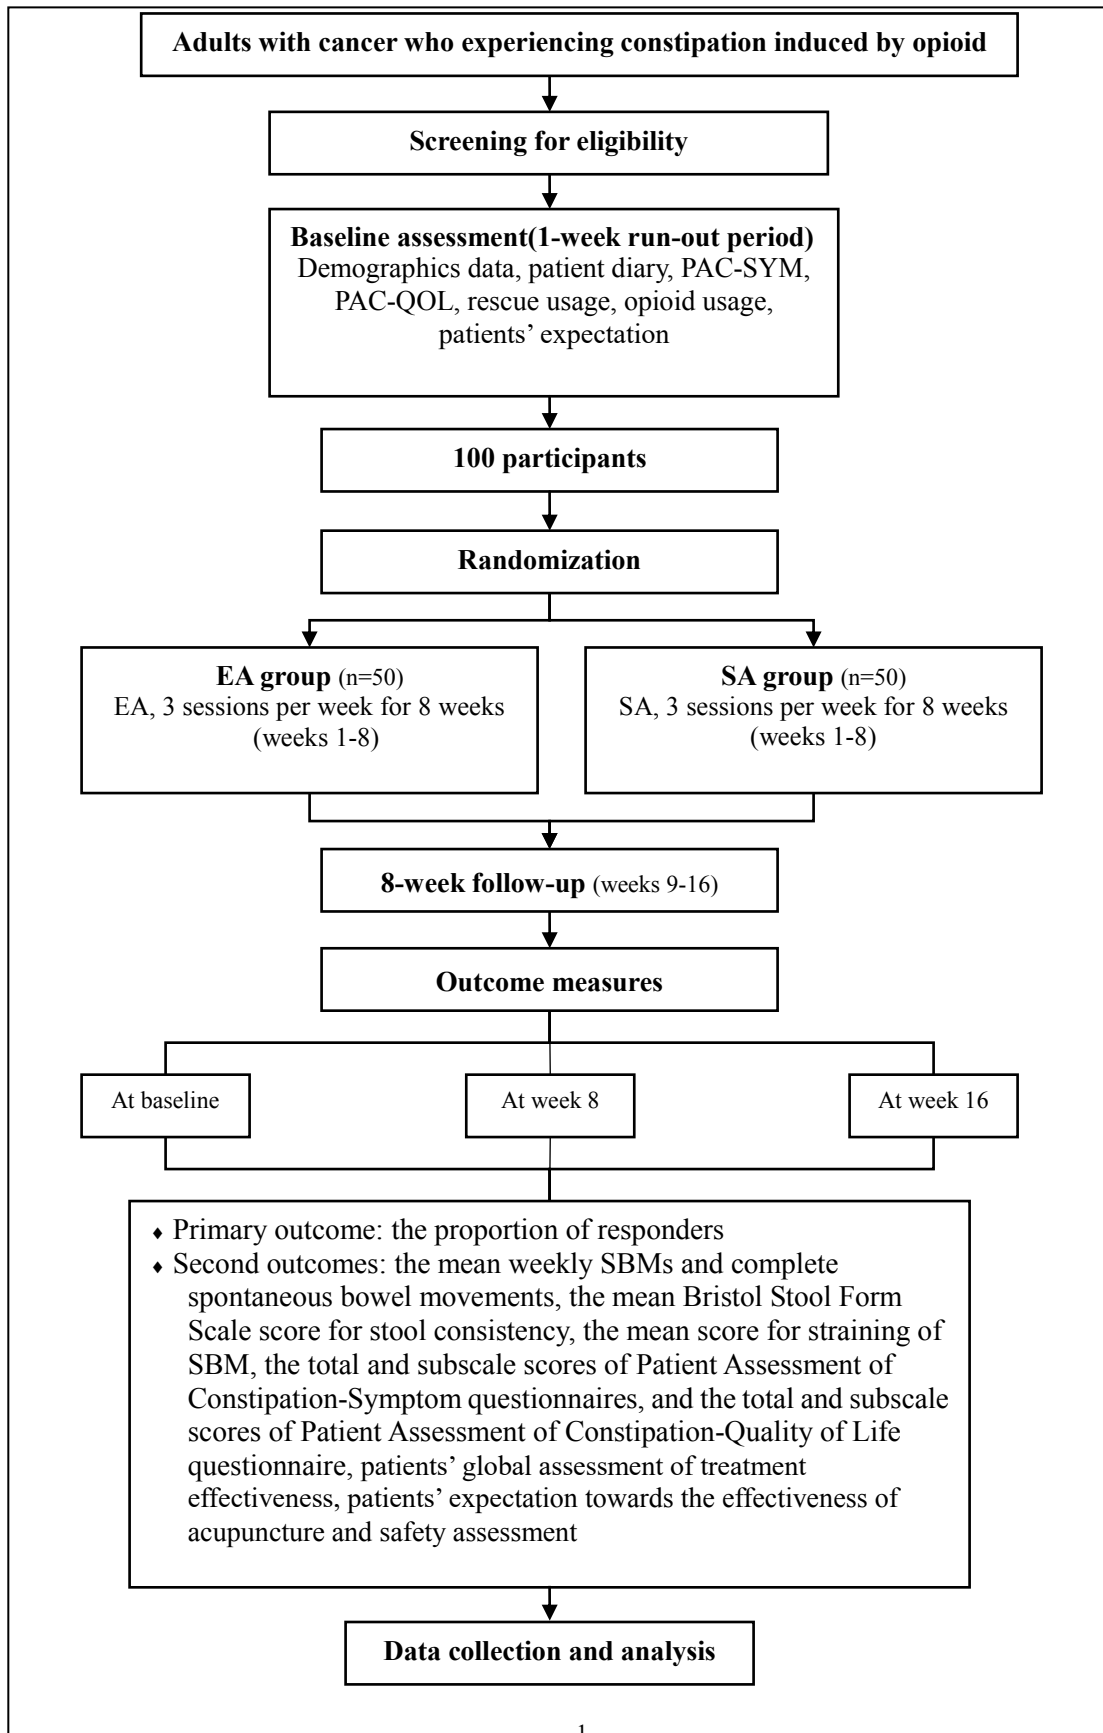 Adults with cancer who experiencing constipation induced by opioid
Screening for eligibility
Baseline assessment(1-week run-out period)
Demographics data, patient diary, PAC-SYM,
PAC-QOL, rescue usage, opioid usage,
patients’ expectation
100 participants
Randomization
EA group (n=50)
EA, 3 sessions per week for 8 weeks
(weeks 1-8)
SA group (n=50)
SA, 3 sessions per week for 8 weeks
(weeks 1-8)
8-week follow-up (weeks 9-16)
Outcome measures
At baseline
At week 8
At week 16
♦ Primary outcome: the proportion of responders
♦ Second outcomes: the mean weekly SBMs and complete
spontaneous bowel movements, the mean Bristol Stool Form
Scale score for stool consistency, the mean score for straining of
SBM, the total and subscale scores of Patient Assessment of
Constipation-Symptom questionnaires, and the total and subscale
scores of Patient Assessment of Constipation-Quality of Life
questionnaire, patients’ global assessment of treatment
effectiveness, patients’ expectation towards the effectiveness of
acupuncture and safety assessment
Data collection and analysis
1